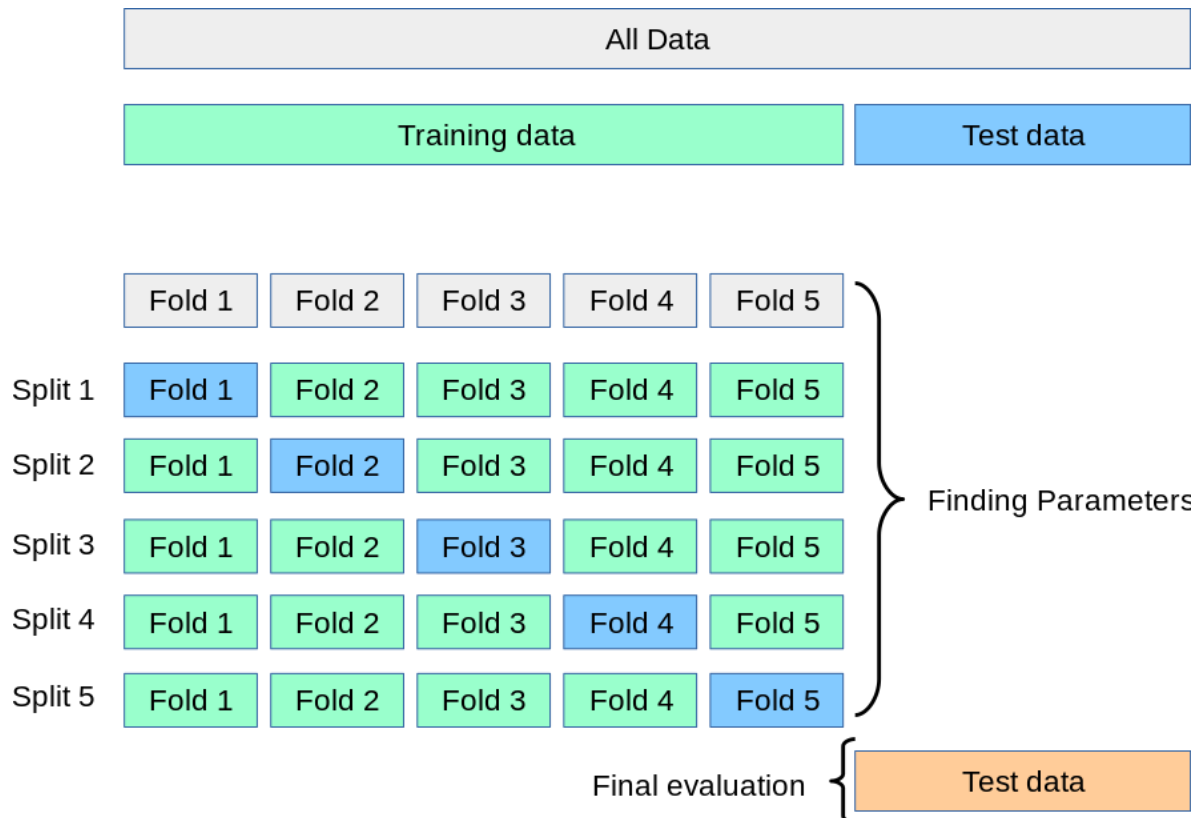 All Data
Training data Test data
Fold 1 Fold 2 Fold 3 Fold 4 Fold 5
Split 1 Fold 1 Fold 2 Fold 3 Fold 4 Fold 5
Split 2 Fold 1 Fold 2 Fold 3 Fold 4 Fold 5
Finding Parameters
Split 3 Fold 1 Fold 2 Fold 3 Fold 4 Fold 5
Split 4 Fold 1 Fold 2 Fold 3 Fold 4 Fold 5
Split 5 Fold 1 Fold 2 Fold 3 Fold 4 Fold 5
Final evaluation Test data